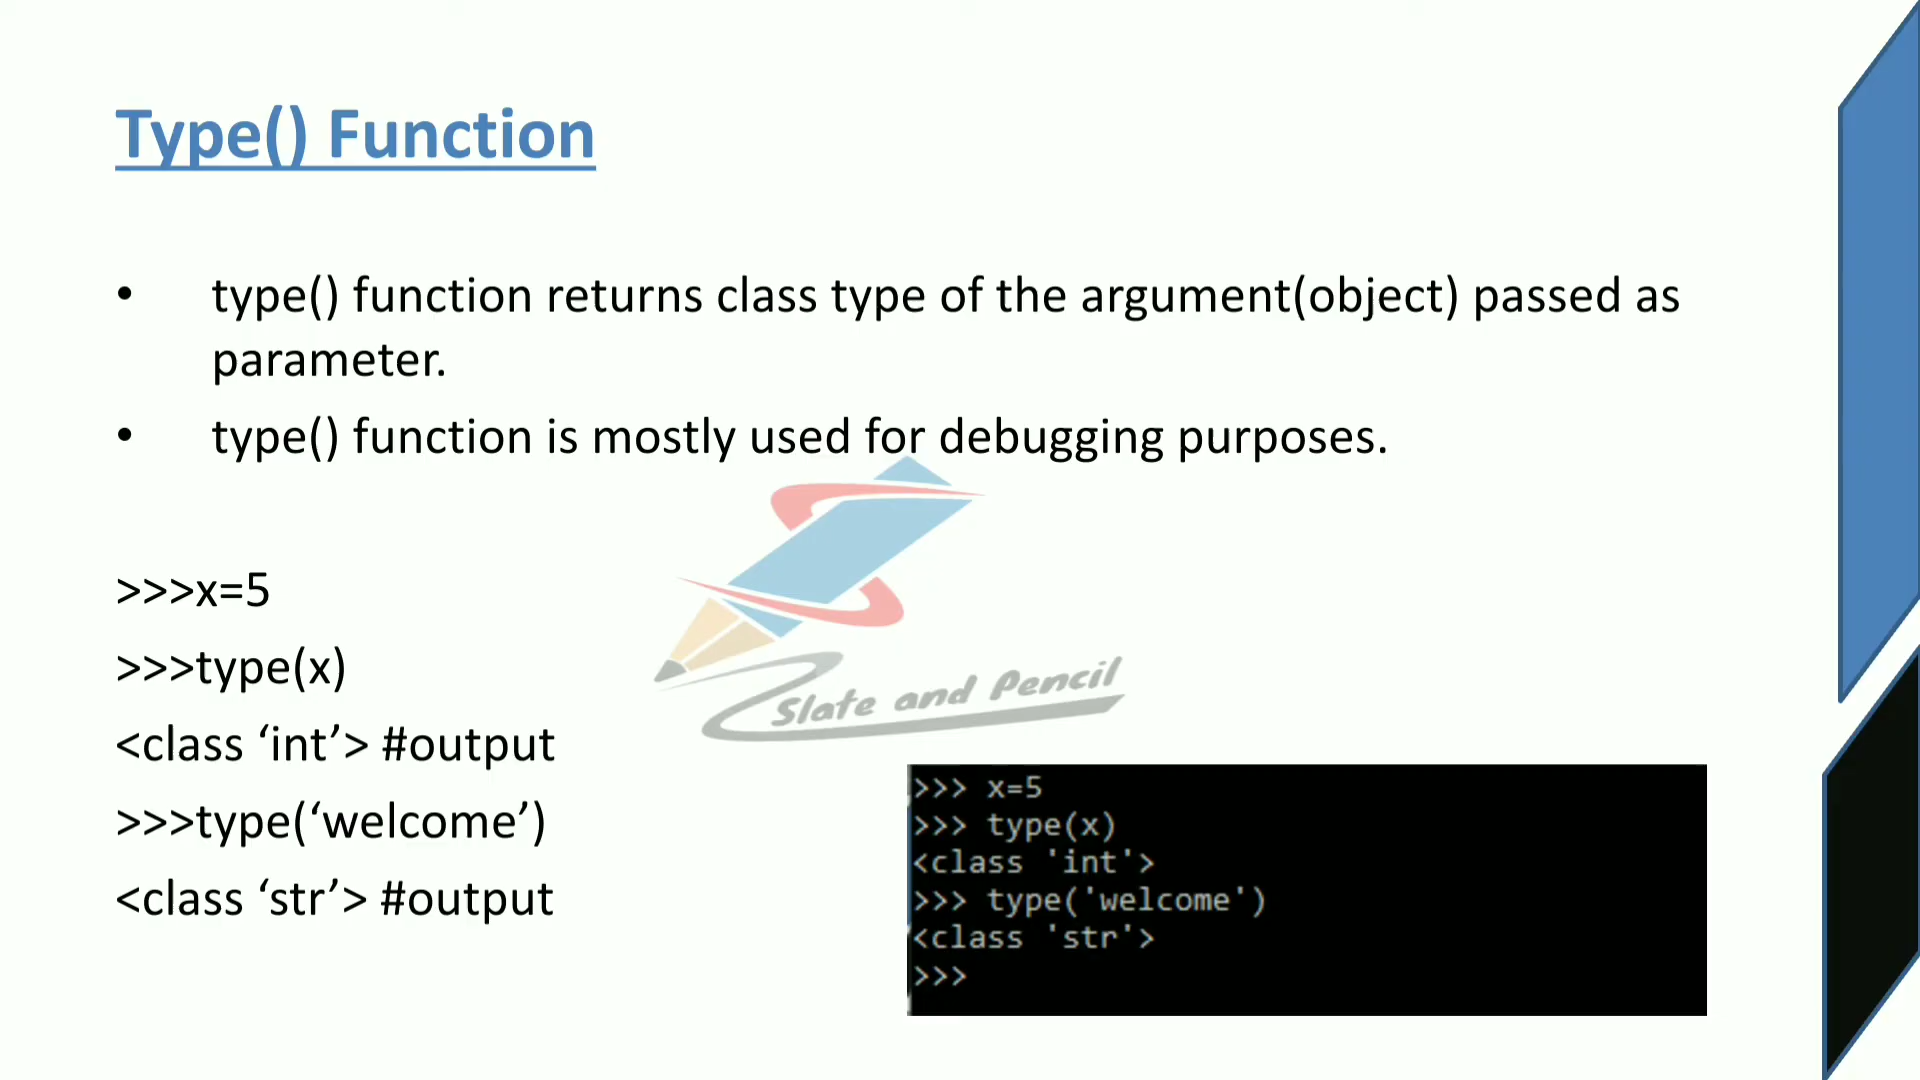 Type() Function
• type() function returns class type of the argument(object) passed as
parameter.
• type() function is mostly used for debugging purposes.
>>>x=5
>>>type(x)
<class ‘int’> #output
>>>type(‘welcome’)
<class ‘str’> #output
Slate and Pencil
>>> x=5
>>> type(x)
<class 'int'>
>>> type('welcome')
<class 'str'>
>>>